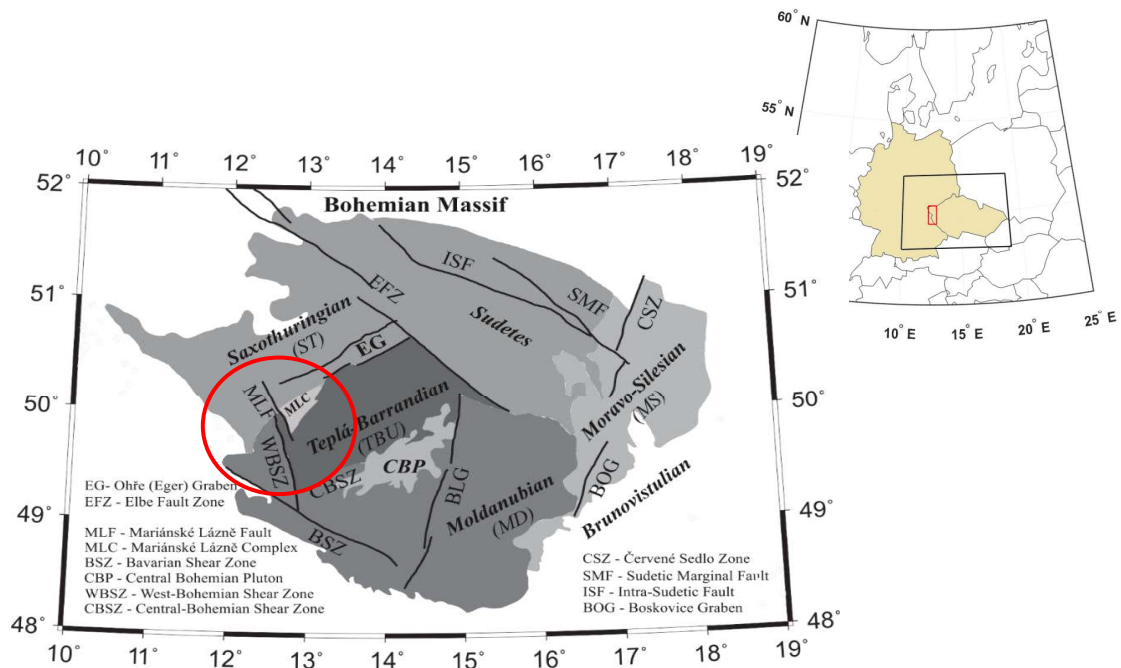 60° N
55° N
10° E
15° E
20° E
25° E
10° 11° 12° 13° 14° 15° 16° 17° 18° 19°
52° 52°
51° 51°
50° 50°
49° 49°
48° 48°
10° 11° 12° 13° 14° 15° 16° 17° 18° 19°
Bohemian Massif
ISF
EFZ
SMF
CSZ
Sudetes
Saxothuringian
(ST)
EG
MLF
MLC
Teplá-Barrandian
(TBU)
Moravo-Silesian
(MS)
WBSZ
CBSZ
CBP
BLG
BOG
Moldanubian
(MD)
Brunovistulian
BSZ
EG- Ohře (Eger) Graben
EFZ - Elbe Fault Zone
MLF - Mariánské Lázně Fault
MLC - Mariánské Lázně Complex
BSZ - Bavarian Shear Zone
CBP - Central Bohemian Pluton
WBSZ - West-Bohemian Shear Zone
CBSZ - Central-Bohemian Shear Zone
CSZ - Červené Sedlo Zone
SMF - Sudetic Marginal Fault
ISF - Intra-Sudetic Fault
BOG - Boskovice Graben